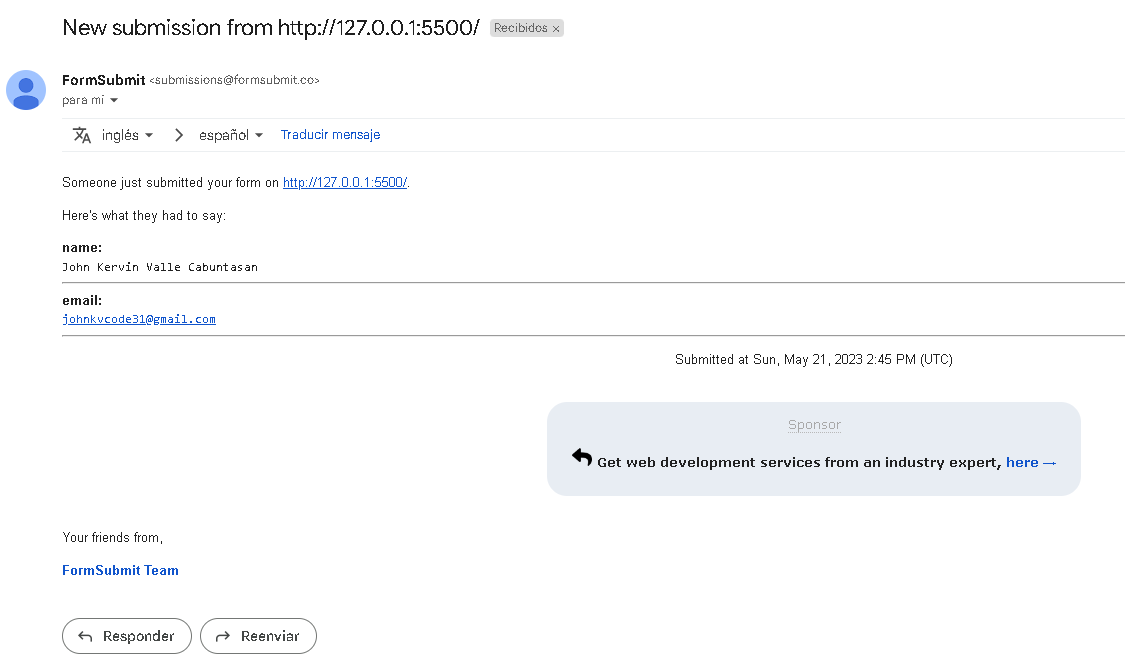 New submission from http://127.0.0.1:5500/ Recibidos ×
FormSubmit <submissions@formsubmit.co>
para mi
inglés > español Traducir mensaje
Someone just submitted your form on http://127.0.0.1:5500/.
Here's what they had to say:
name:
John Kervin Valle Cabuntasan
email:
johnkvcode31@gmail.com
Submitted at Sun, May 21, 2023 2:45 PM (UTC)
Sponsor
Get web development services from an industry expert, here →
Your friends from,
FormSubmit Team
Responder Reenviar